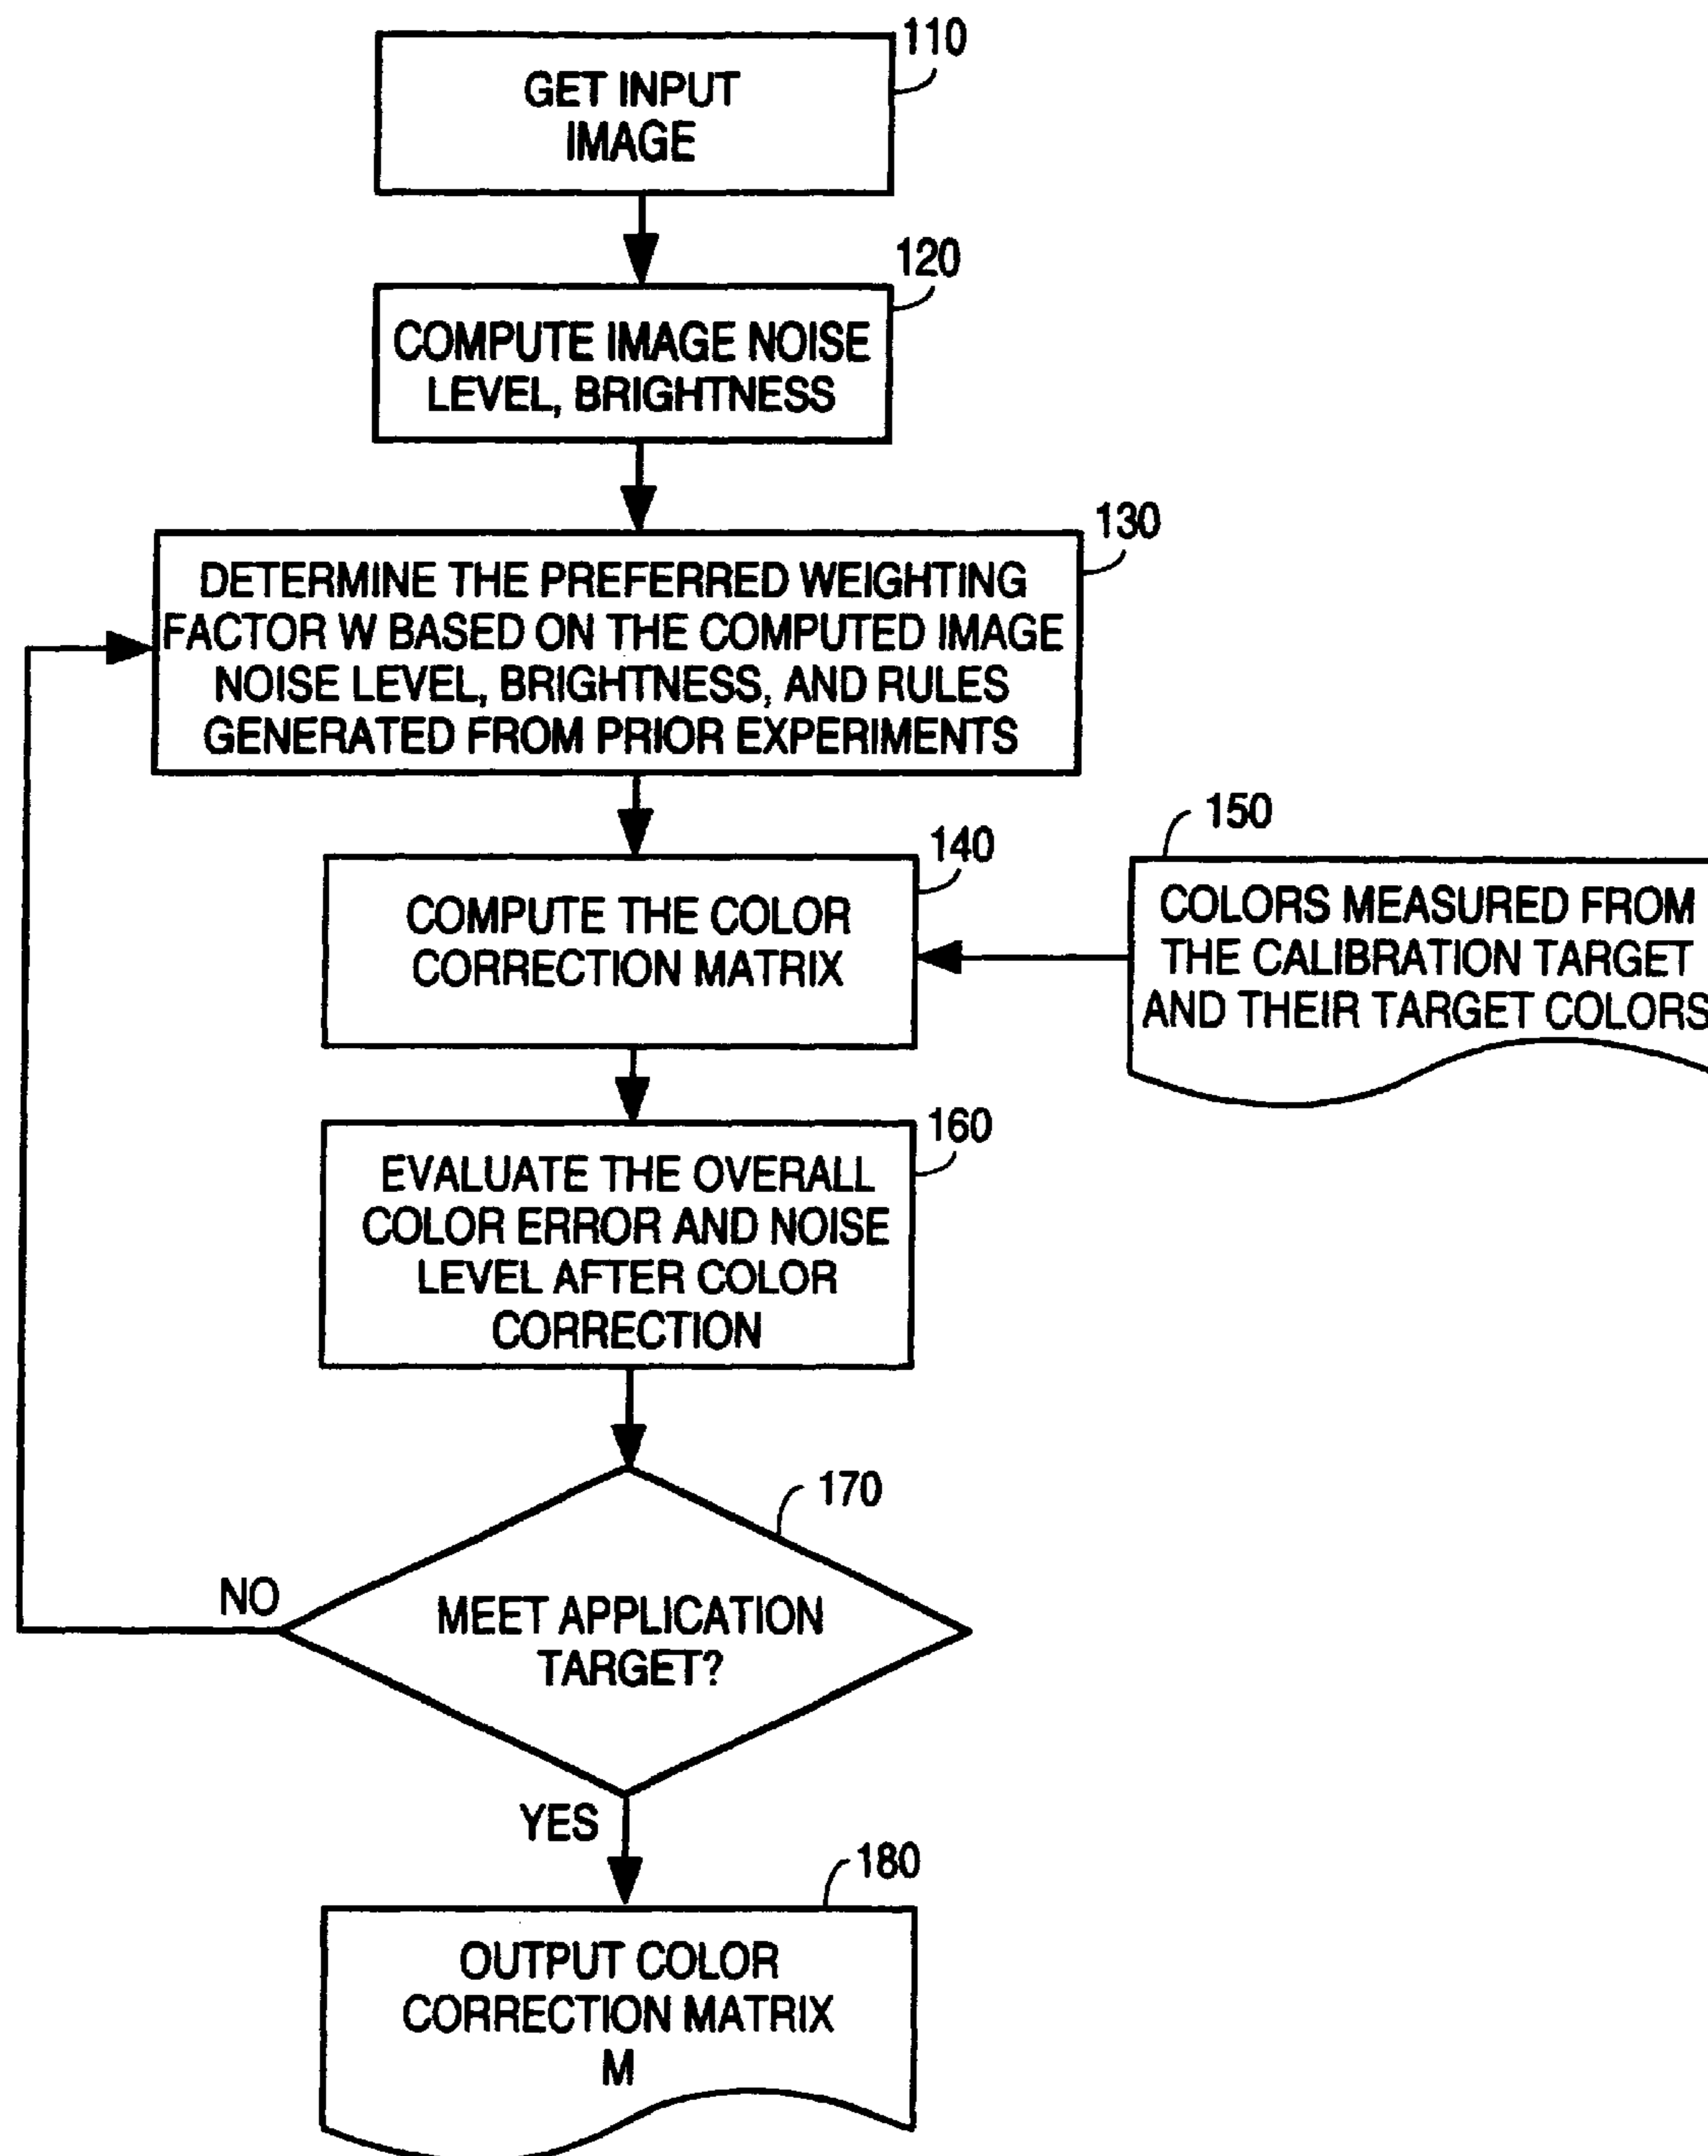 110
GET INPUT
IMAGE
120
COMPUTE IMAGE NOISE
LEVEL, BRIGHTNESS
130
DETERMINE THE PREFERRED WEIGHTING
FACTOR W BASED ON THE COMPUTED IMAGE
NOISE LEVEL, BRIGHTNESS, AND RULES
GENERATED FROM PRIOR EXPERIMENTS
140
COMPUTE THE COLOR
CORRECTION MATRIX
150
COLORS MEASURED FROM
THE CALIBRATION TARGET
AND THEIR TARGET COLORS
160
EVALUATE THE OVERALL
COLOR ERROR AND NOISE
LEVEL AFTER COLOR
CORRECTION
170
NO
MEET APPLICATION
TARGET?
YES
180
OUTPUT COLOR
CORRECTION MATRIX
M